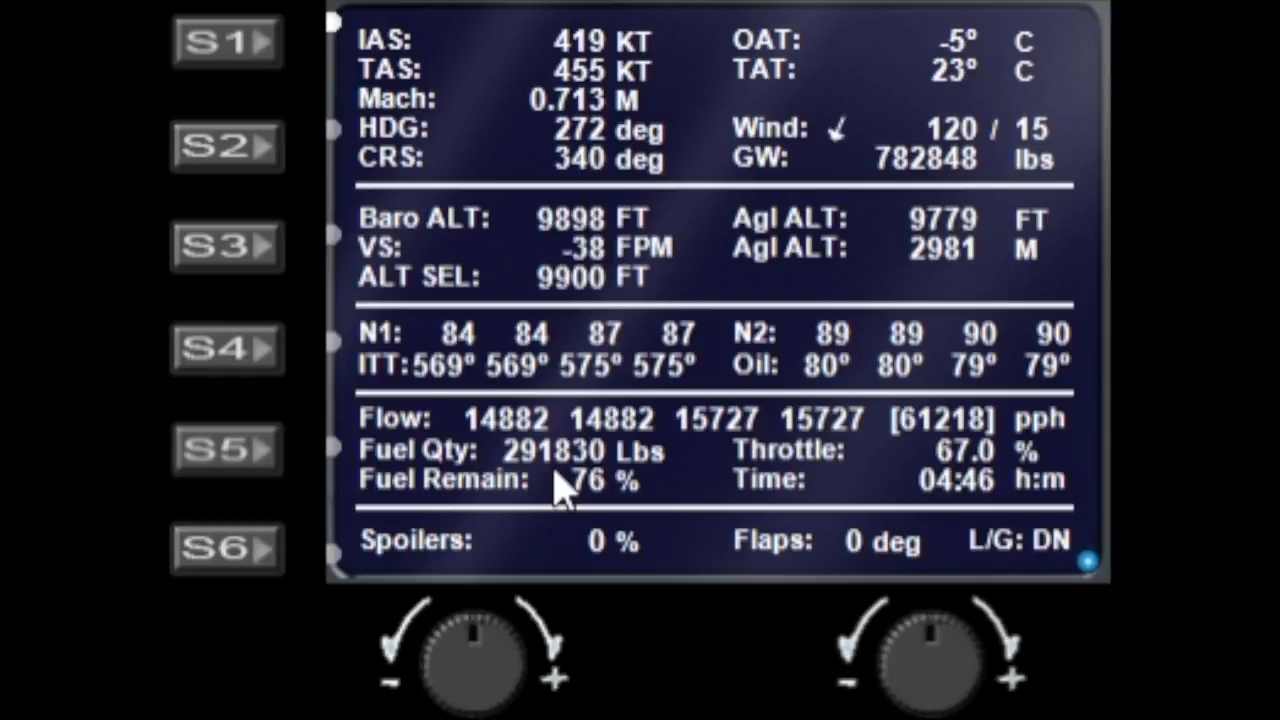 S1 IAS: 419 KT OAT: -5° C
TAS: 455 KT TAT: 23° C
Mach: 0.713 M
S2 HDG: 272 deg Wind: 120 / 15
CRS: 340 deg GW: 782848 lbs
S3 Baro ALT: 9898 FT Agl ALT: 9779 FT
VS: -38 FPM Agl ALT: 2981 M
ALT SEL: 9900 FT
S4 N1: 84 84 87 87 N2: 89 89 90 90
ITT: 569° 569° 575° 575° Oil: 80° 80° 79° 79°
Flow: 14882 14882 15727 15727 [61218] pph
S5 Fuel Qty: 291830 Lbs Throttle: 67.0 %
Fuel Remain: 76 % Time: 04:46 h:m
S6 Spoilers: 0 % Flaps: 0 deg L/G: DN
- + - +